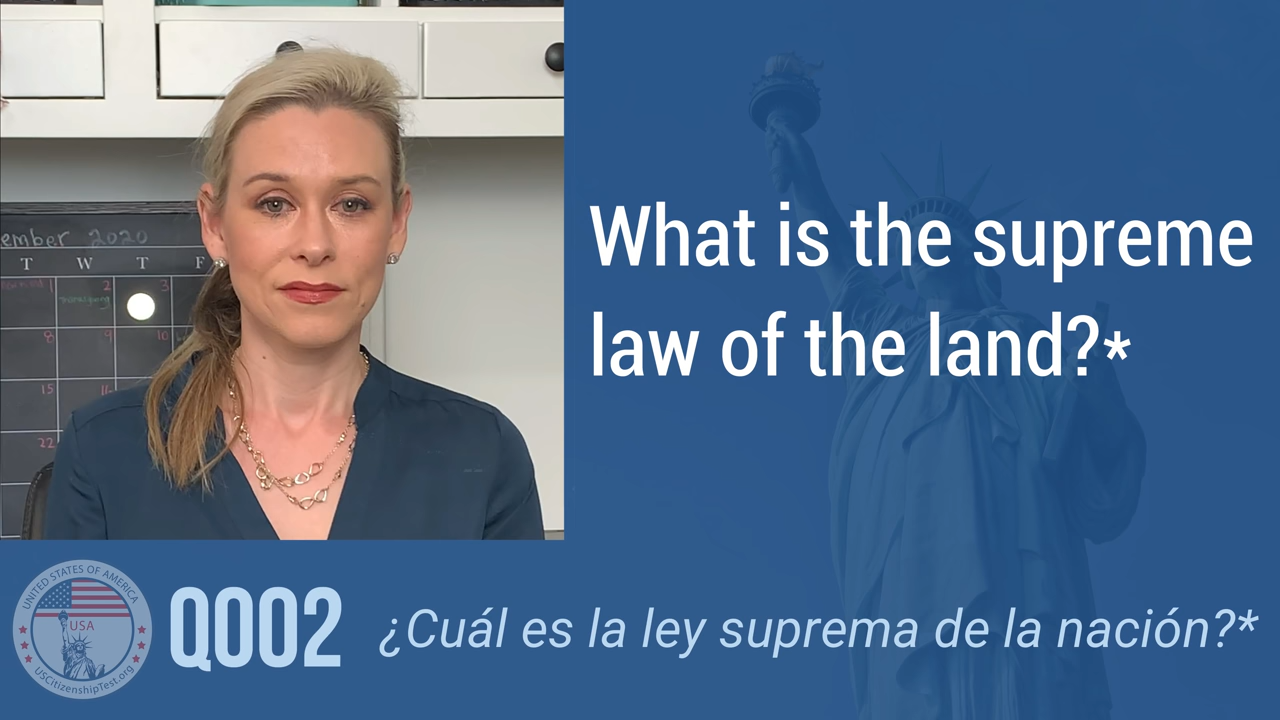 ember 2020
T W T F
1 2 3
8 9 10
15 16
22
What is the supreme
law of the land?*
UNITED STATES OF AMERICA
USA
USCitizenshipTest.org
Q002
¿Cuál es la ley suprema de la nación?*